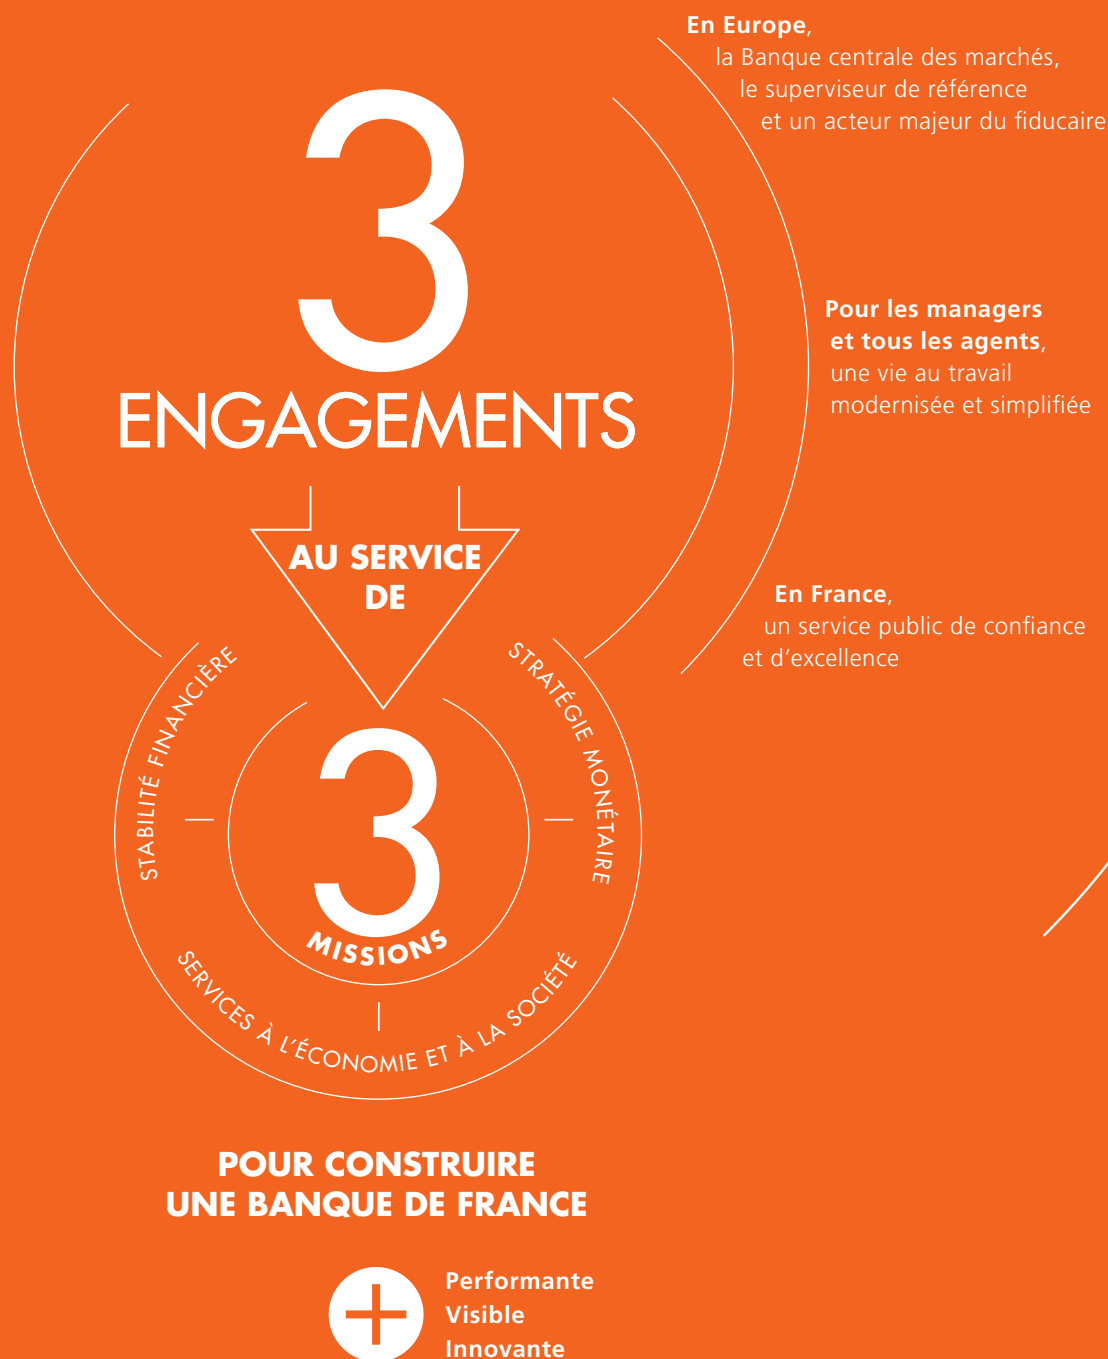 3
ENGAGEMENTS
En Europe,
la Banque centrale des marchés,
le superviseur de référence
et un acteur majeur du fiducaire
Pour les managers
et tous les agents,
une vie au travail
modernisée et simplifiée
En France,
un service public de confiance
et d'excellence
AU SERVICE
DE
3
MISSIONS
STABILITÉ FINANCIÈRE
STRATÉGIE MONÉTAIRE
SERVICES À L'ÉCONOMIE ET À LA SOCIÉTÉ
POUR CONSTRUIRE
UNE BANQUE DE FRANCE
+
Performante
Visible
Innovante